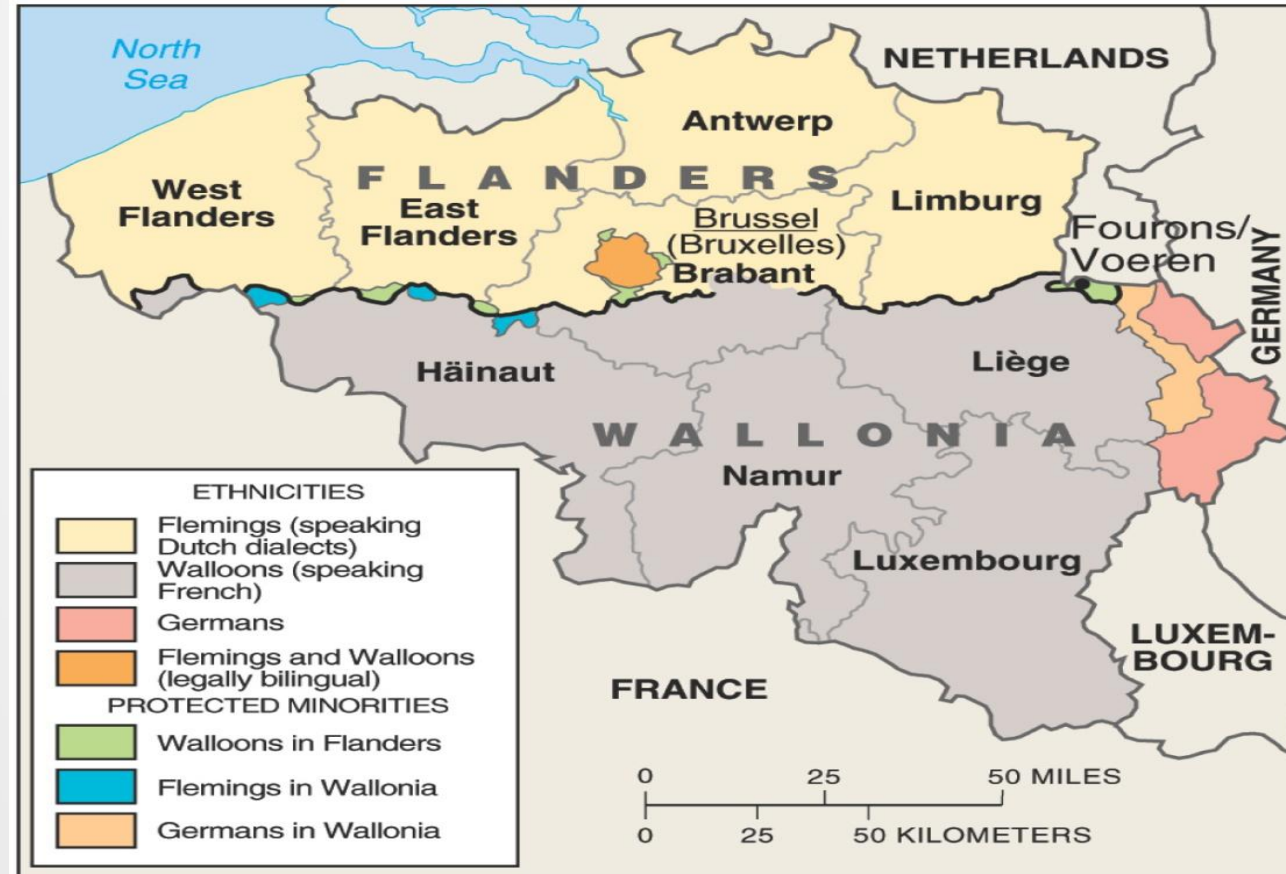 North
Sea
NETHERLANDS
Antwerp
FLANDERS
West
Flanders
East
Flanders
Brussel
(Bruxelles)
Brabant
Limburg
Fourons/
Voeren
GERMANY
Häinaut
Liège
WALLONIA
Namur
Luxembourg
LUXEM-
BOURG
FRANCE
ETHNICITIES
Flemings (speaking
Dutch dialects)
Walloons (speaking
French)
Germans
Flemings and Walloons
(legally bilingual)
PROTECTED MINORITIES
Walloons in Flanders
Flemings in Wallonia
Germans in Wallonia
0 25 50 MILES
0 25 50 KILOMETERS